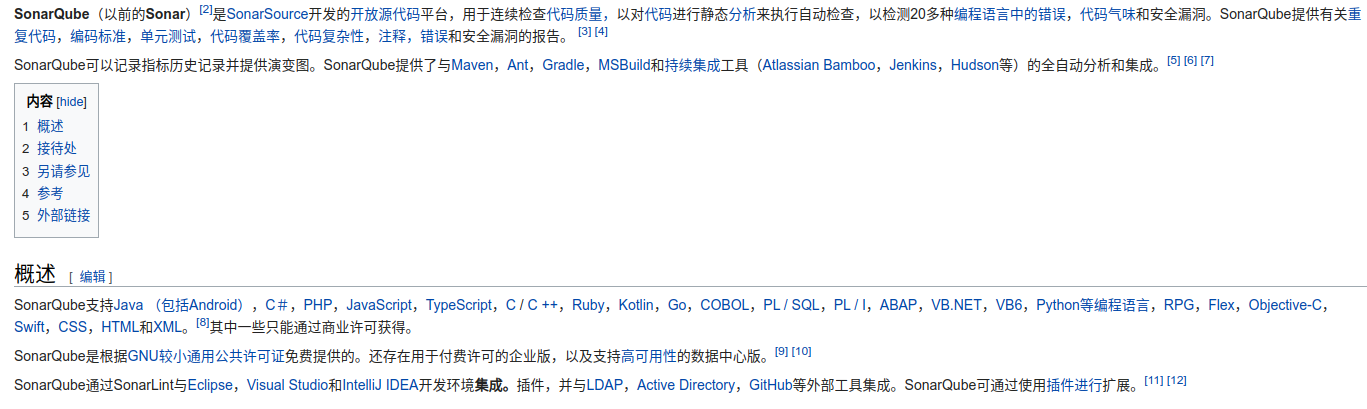 SonarQube（以前的Sonar）[2]是SonarSource开发的开放源代码平台，用于连续检查代码质量，以对代码进行静态分析来执行自动检查，以检测20多种编程语言中的错误，代码气味和安全漏洞。SonarQube提供有关重
复代码，编码标准，单元测试，代码覆盖率，代码复杂性，注释，错误和安全漏洞的报告。 [3] [4]
SonarQube可以记录指标历史记录并提供演变图。SonarQube提供了与Maven，Ant，Gradle，MSBuild和持续集成工具（Atlassian Bamboo，Jenkins，Hudson等）的全自动分析和集成。[5] [6] [7]
内容 [hide]
1 概述
2 接待处
3 另请参见
4 参考
5 外部链接
概述 [ 编辑 ]
SonarQube支持Java （包括Android），C＃，PHP，JavaScript，TypeScript，C / C ++，Ruby，Kotlin，Go，COBOL，PL / SQL，PL / I，ABAP，VB.NET，VB6，Python等编程语言，RPG，Flex，Objective-C，
Swift，CSS，HTML和XML。[8]其中一些只能通过商业许可获得。
SonarQube是根据GNU较小通用公共许可证免费提供的。还存在用于付费许可的企业版，以及支持高可用性的数据中心版。[9] [10]
SonarQube通过SonarLint与Eclipse，Visual Studio和IntelliJ IDEA开发环境集成。插件，并与LDAP，Active Directory，GitHub等外部工具集成。SonarQube可通过使用插件进行扩展。[11] [12]